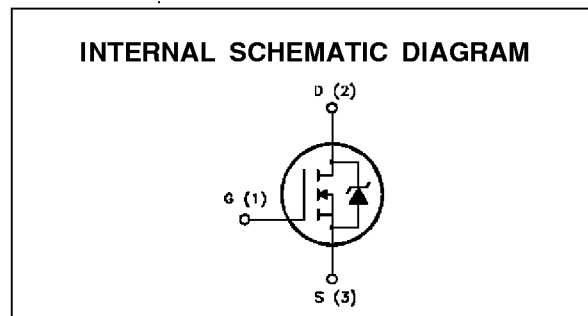 INTERNAL SCHEMATIC DIAGRAM
D (2)
G (1)
S (3)